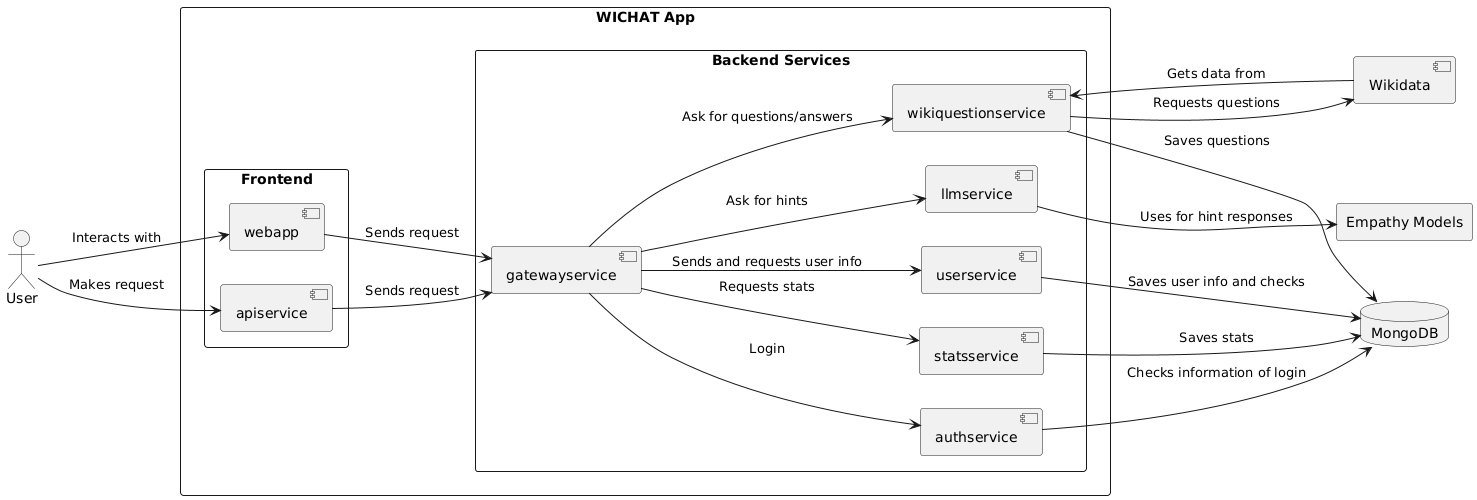 WICHAT App
Backend Services
Frontend
User
Interacts with
Makes request
webapp
apiservice
Sends request
Sends request
gatewayservice
Ask for questions/answers
Ask for hints
Sends and requests user info
Requests stats
Login
wikiquestionservice
llmservice
userservice
statsservice
authservice
Gets data from
Requests questions
Saves questions
Uses for hint responses
Saves user info and checks
Saves stats
Checks information of login
Wikidata
Empathy Models
MongoDB